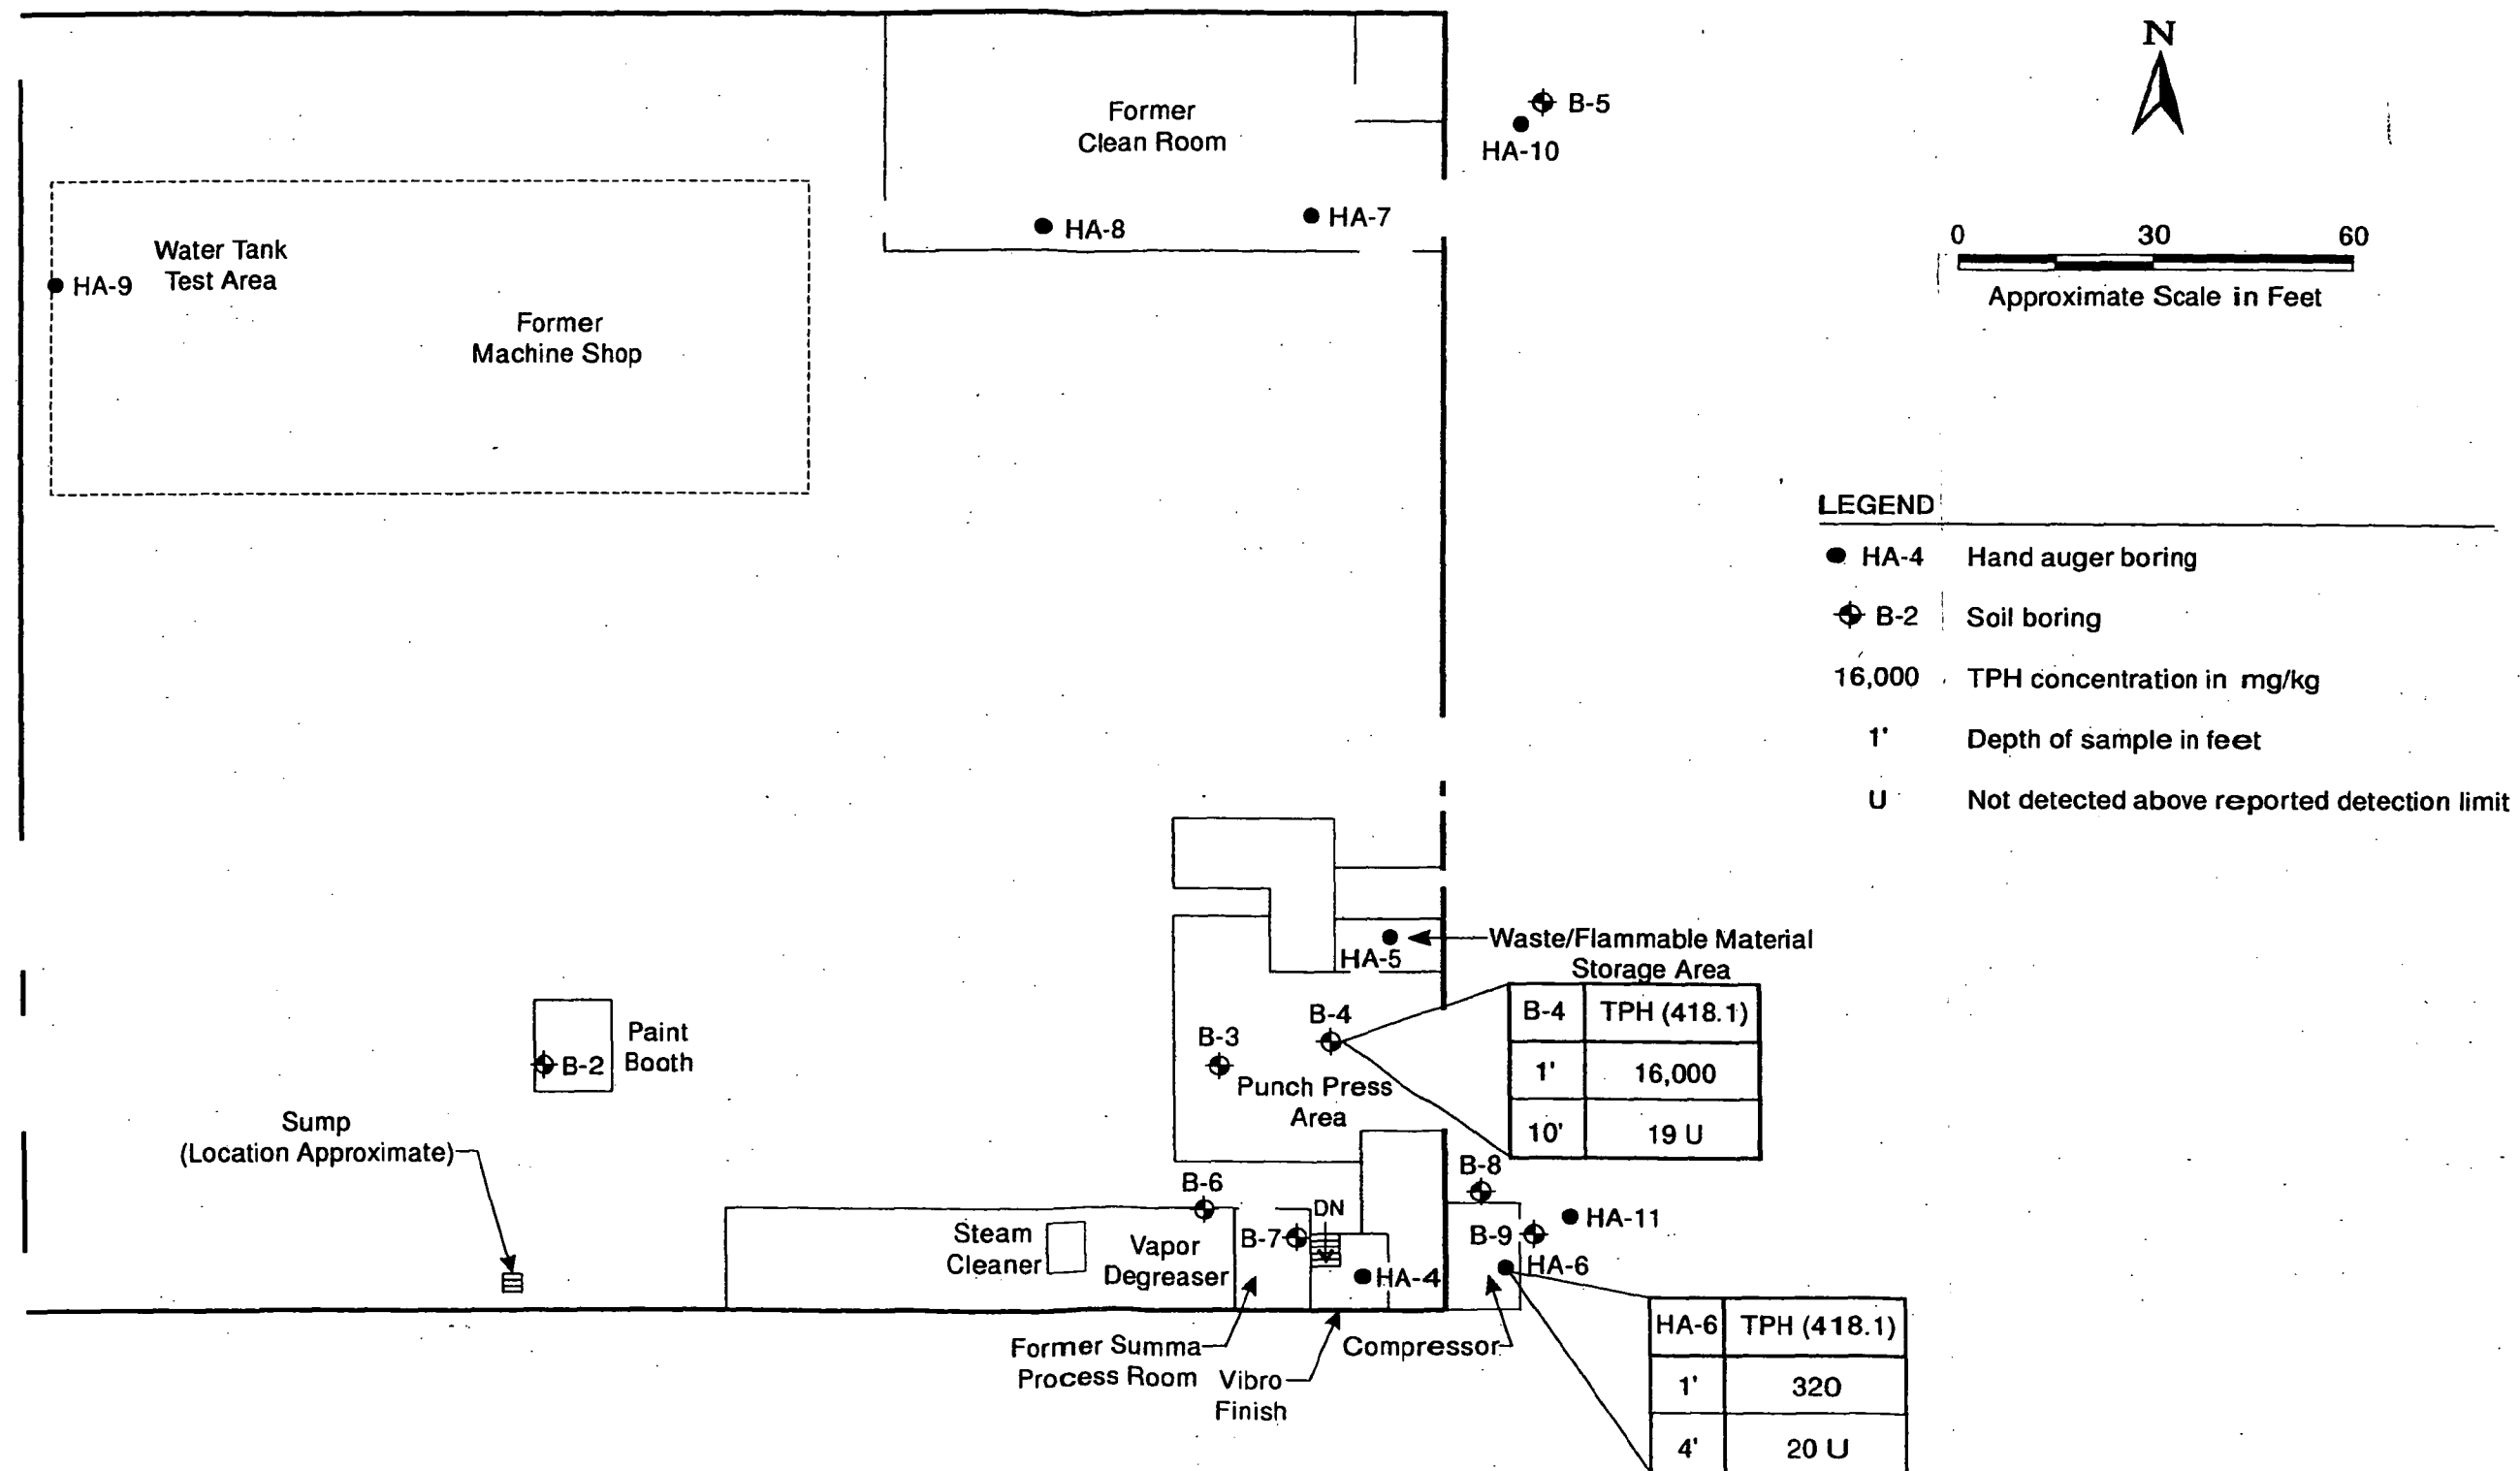 N
B-5
HA-10
Former
Clean Room
HA-8
HA-7
0 30 60
Approximate Scale in Feet
Water Tank
Test Area
HA-9
Former
Machine Shop
LEGEND
HA-4 Hand auger boring
B-2 Soil boring
16,000 TPH concentration in mg/kg
1' Depth of sample in feet
U Not detected above reported detection limit
Waste/Flammable Material
Storage Area
HA-5
B-4 TPH (418.1)
1' 16,000
10' 19 U
B-4
B-3
Punch Press
Area
Paint
Booth
B-2
Sump
(Location Approximate)
B-8
B-6
DN
HA-11
B-9
B-7
Steam
Cleaner
Vapor
Degreaser
HA-4
HA-6
Former Summa
Process Room
Vibro
Finish
Compressor
HA-6 TPH (418.1)
1' 320
4' 20 U